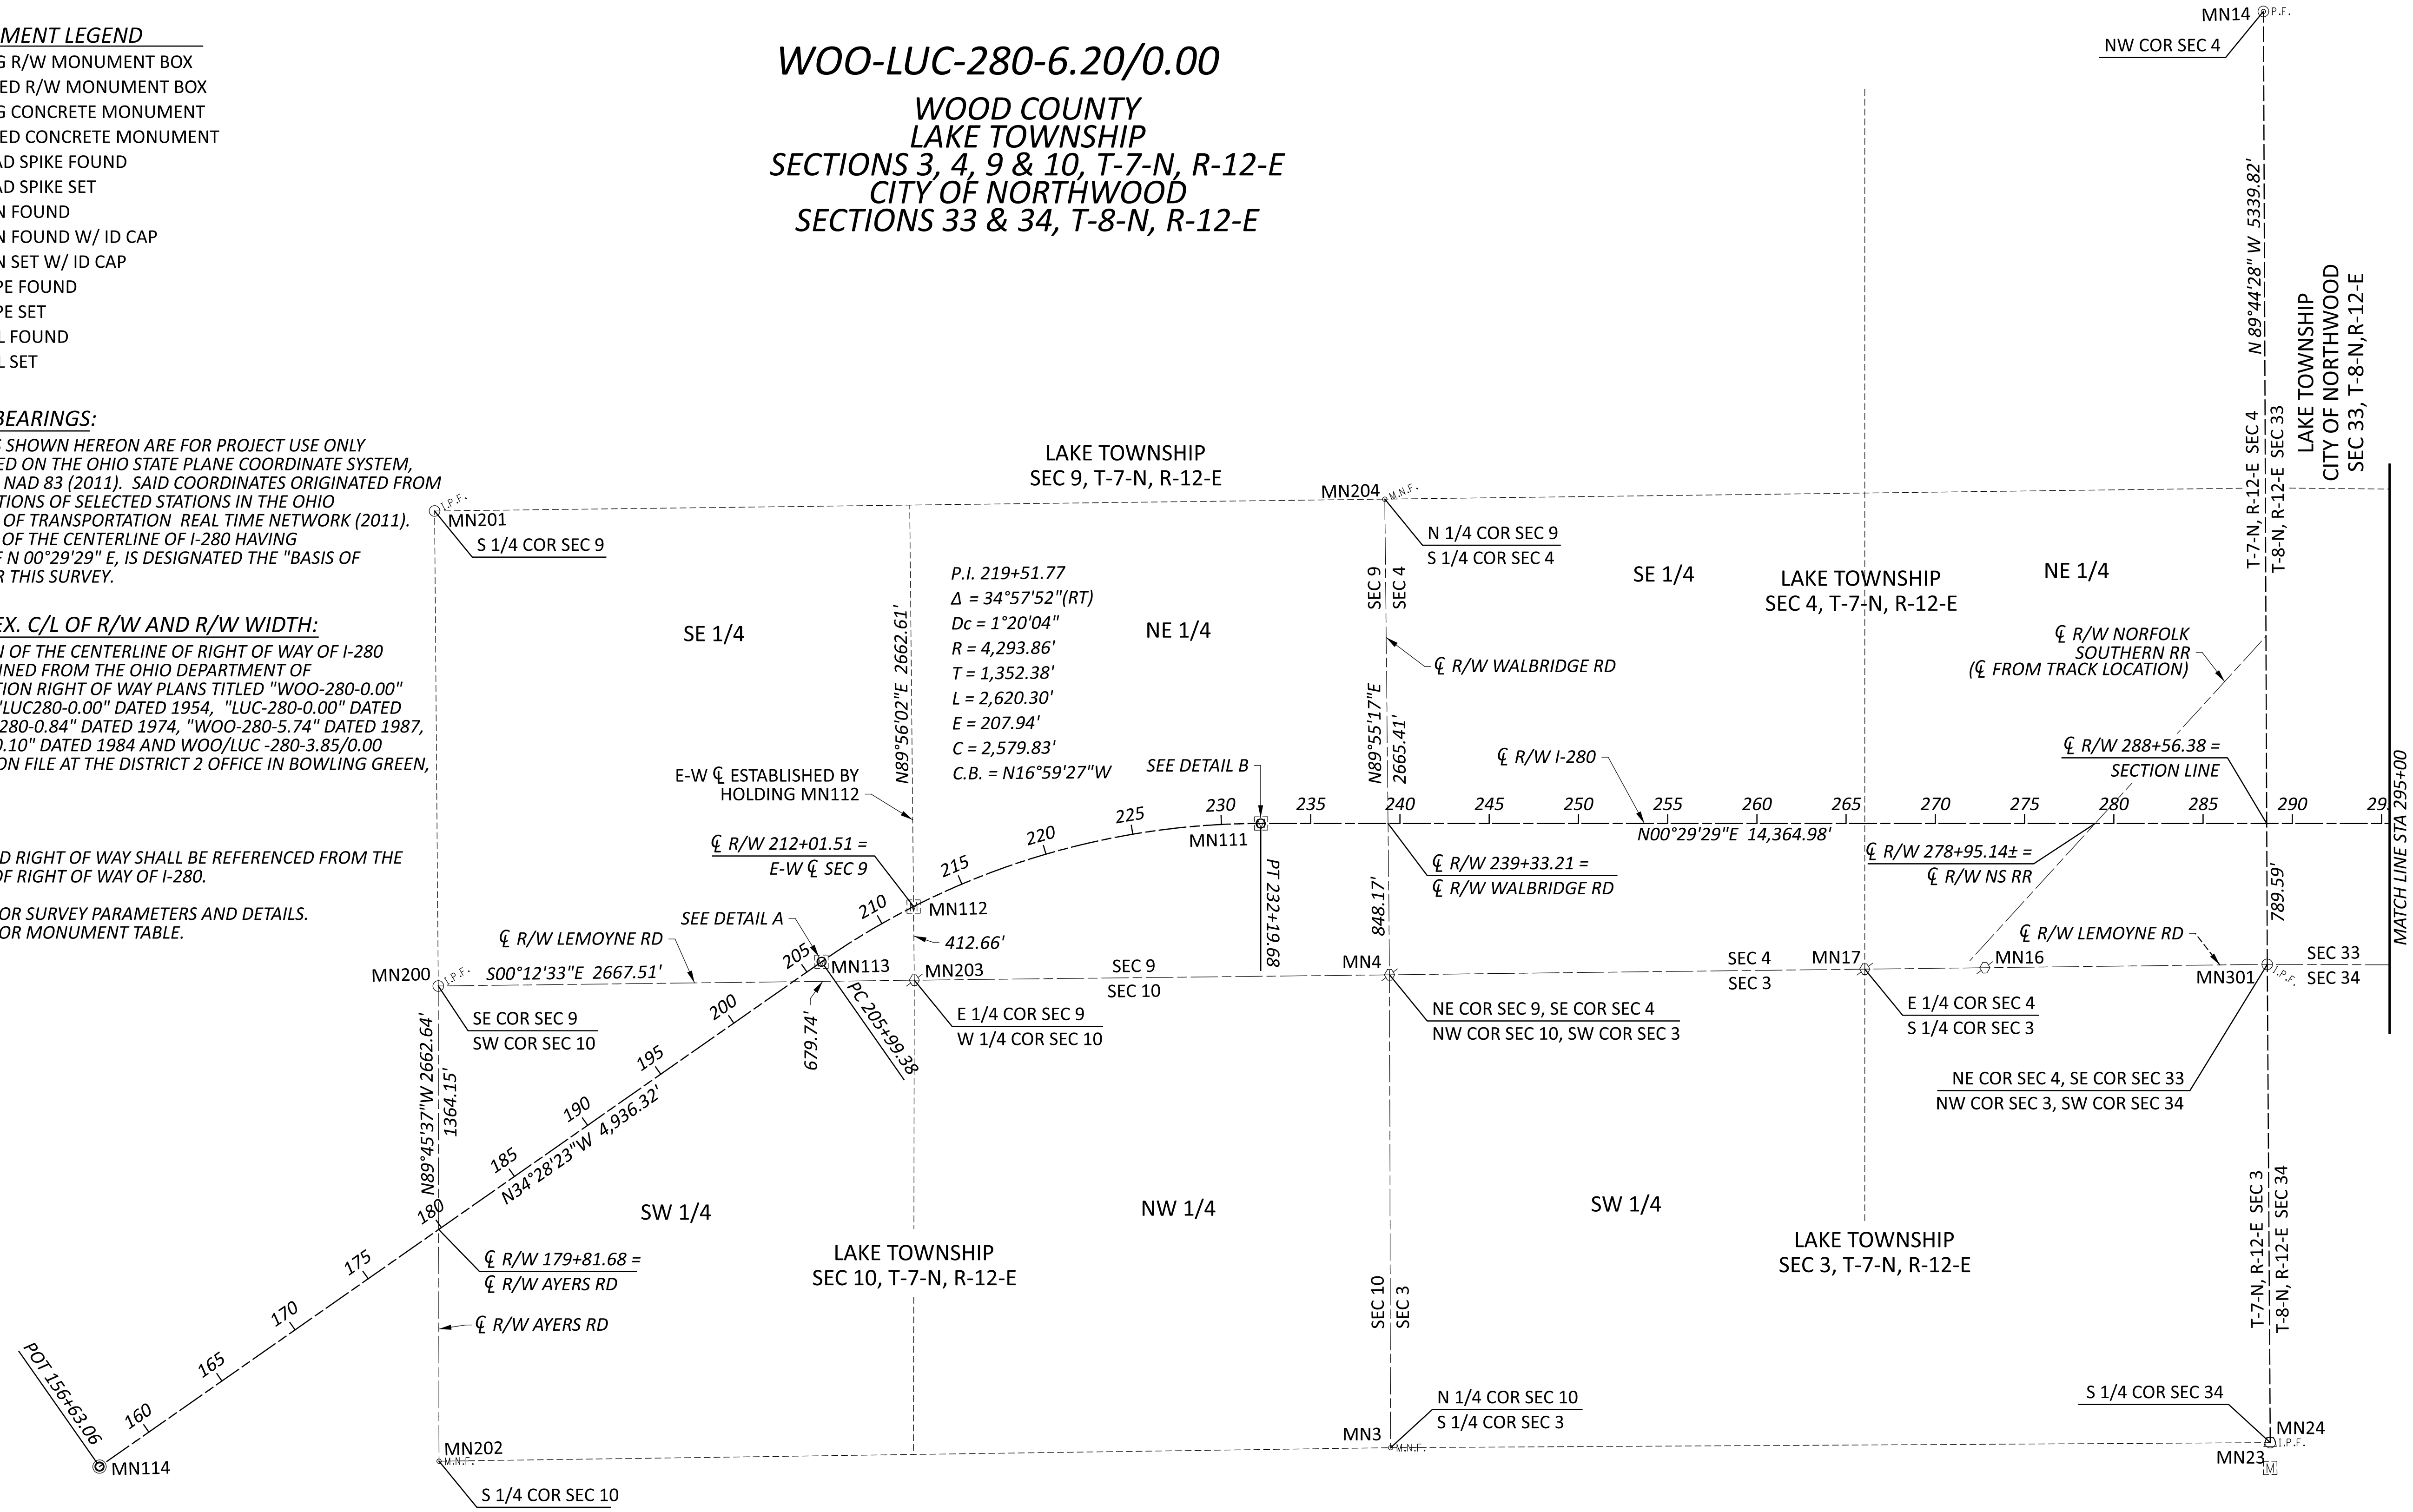 MENT LEGEND
G R/W MONUMENT BOX
ED R/W MONUMENT BOX
G CONCRETE MONUMENT
ED CONCRETE MONUMENT
AD SPIKE FOUND
AD SPIKE SET
N FOUND
N FOUND W/ ID CAP
N SET W/ ID CAP
PE FOUND
PE SET
L FOUND
L SET
BEARINGS:
S SHOWN HEREON ARE FOR PROJECT USE ONLY
ED ON THE OHIO STATE PLANE COORDINATE SYSTEM,
NAD 83 (2011). SAID COORDINATES ORIGINATED FROM
TIONS OF SELECTED STATIONS IN THE OHIO
OF TRANSPORTATION REAL TIME NETWORK (2011).
OF THE CENTERLINE OF I-280 HAVING
F N 00°29'29" E, IS DESIGNATED THE "BASIS OF
R THIS SURVEY.
EX. C/L OF R/W AND R/W WIDTH:
N OF THE CENTERLINE OF RIGHT OF WAY OF I-280
INED FROM THE OHIO DEPARTMENT OF
TION RIGHT OF WAY PLANS TITLED "WOO-280-0.00"
"LUC280-0.00" DATED 1954, "LUC-280-0.00" DATED
280-0.84" DATED 1974, "WOO-280-5.74" DATED 1987,
0.10" DATED 1984 AND WOO/LUC -280-3.85/0.00
ON FILE AT THE DISTRICT 2 OFFICE IN BOWLING GREEN,
D RIGHT OF WAY SHALL BE REFERENCED FROM THE
OF RIGHT OF WAY OF I-280.
OR SURVEY PARAMETERS AND DETAILS.
OR MONUMENT TABLE.
WOO-LUC-280-6.20/0.00
WOOD COUNTY
LAKE TOWNSHIP
SECTIONS 3, 4, 9 & 10, T-7-N, R-12-E
CITY OF NORTHWOOD
SECTIONS 33 & 34, T-8-N, R-12-E
MN14
P.F.
NW COR SEC 4
N 89°44'28" W 5339.82'
T-7-N, R-12-E SEC 4
T-8-N, R-12-E SEC 33
LAKE TOWNSHIP
CITY OF NORTHWOOD
SEC 33, T-8-N,R-12-E
LAKE TOWNSHIP
SEC 9, T-7-N, R-12-E
I.P.F.
MN201
S 1/4 COR SEC 9
MN204
M.N.F.
N 1/4 COR SEC 9
S 1/4 COR SEC 4
SEC 9
SEC 4
SE 1/4
NE 1/4
SE 1/4
LAKE TOWNSHIP
SEC 4, T-7-N, R-12-E
NE 1/4
N89°56'02"E 2662.61'
P.I. 219+51.77
Δ = 34°57'52"(RT)
Dc = 1°20'04"
R = 4,293.86'
T = 1,352.38'
L = 2,620.30'
E = 207.94'
C = 2,579.83'
C.B. = N16°59'27"W
N89°55'17"E
2665.41'
℄ R/W WALBRIDGE RD
℄ R/W NORFOLK
SOUTHERN RR
(℄ FROM TRACK LOCATION)
E-W ℄ ESTABLISHED BY
HOLDING MN112
SEE DETAIL B
℄ R/W I-280
℄ R/W 288+56.38 =
SECTION LINE
MATCH LINE STA 295+00
160
165
170
175
180
185
190
195
200
205
210
215
220
225
230
235
240
245
250
255
260
265
270
275
280
285
290
29
MN111
N00°29'29"E 14,364.98'
℄ R/W 212+01.51 =
E-W ℄ SEC 9
MN112
PT 232+19.68
848.17'
℄ R/W 239+33.21 =
℄ R/W WALBRIDGE RD
℄ R/W 278+95.14± =
℄ R/W NS RR
789.59'
SEE DETAIL A
412.66'
℄ R/W LEMOYNE RD
℄ R/W LEMOYNE RD
MN200
I.P.F.
S00°12'33"E 2667.51'
MN113
MN203
SEC 9
SEC 10
MN4
SEC 4
SEC 3
MN17
MN16
MN301
I.P.F.
SEC 33
SEC 34
SE COR SEC 9
SW COR SEC 10
679.74'
PC 205+99.38
E 1/4 COR SEC 9
W 1/4 COR SEC 10
NE COR SEC 9, SE COR SEC 4
NW COR SEC 10, SW COR SEC 3
E 1/4 COR SEC 4
S 1/4 COR SEC 3
NE COR SEC 4, SE COR SEC 33
NW COR SEC 3, SW COR SEC 34
N89°45'37"W 2662.64'
1364.15'
N34°28'23"W 4,936.32'
SW 1/4
NW 1/4
SW 1/4
℄ R/W 179+81.68 =
℄ R/W AYERS RD
LAKE TOWNSHIP
SEC 10, T-7-N, R-12-E
LAKE TOWNSHIP
SEC 3, T-7-N, R-12-E
℄ R/W AYERS RD
SEC 10
SEC 3
T-7-N, R-12-E SEC 3
T-8-N, R-12-E SEC 34
POT 156+63.06
MN114
MN202
M.N.F.
S 1/4 COR SEC 10
MN3
M.N.F.
N 1/4 COR SEC 10
S 1/4 COR SEC 3
S 1/4 COR SEC 34
MN24
I.P.F.
MN23
M